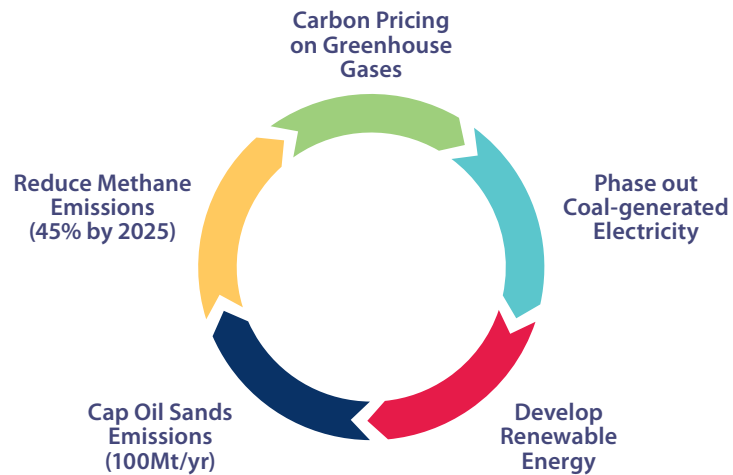 Carbon Pricing
on Greenhouse
Gases
Phase out
Coal-generated
Electricity
Develop
Renewable
Energy
Cap Oil Sands
Emissions
(100Mt/yr)
Reduce Methane
Emissions
(45% by 2025)